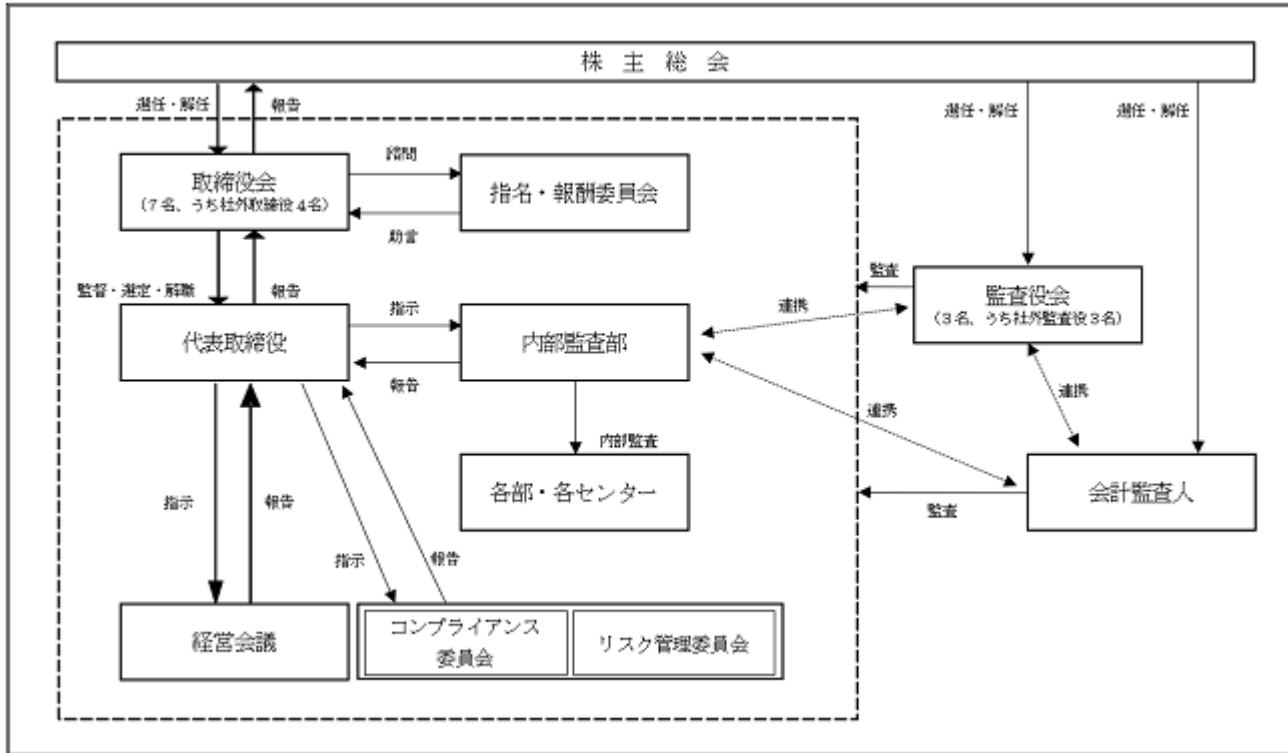 株主総会
選任・解任
報告
選任・解任
選任・解任
取締役会
(7名、うち社外取締役4名)
諮問
助言
指名・報酬委員会
監督・選定・解職
報告
監査
監査役会
(3名、うち社外監査役3名)
代表取締役
指示
報告
内部監査部
連携
連携
連携
内部監査
各部・各センター
会計監査人
監査
指示
報告
指示
報告
経営会議
コンプライアンス
委員会
リスク管理委員会